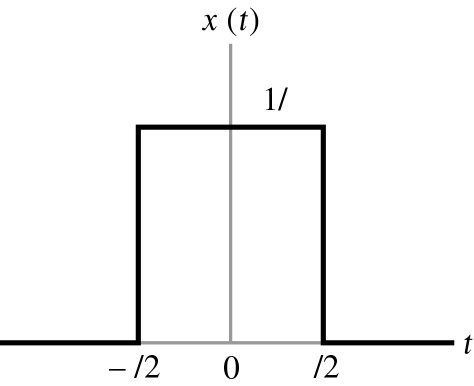 x (t)
1/
t
– /2 0 /2